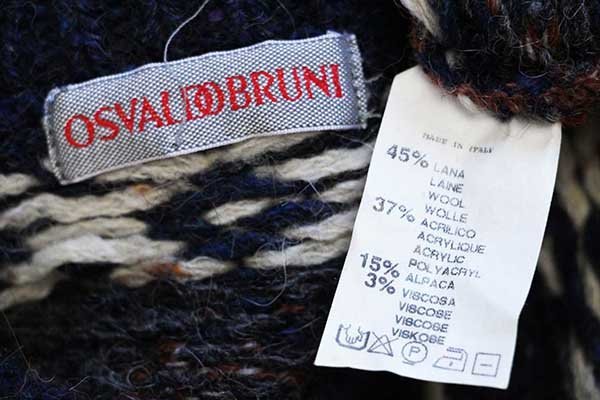 OSVALDO BRUNI
MADE IN ITALY
45% LANA
LAINE
WOOL
WOLLE
37% ACRILICO
ACRYLIQUE
ACRYLIC
POLYACRYL
15% ALPACA
3% VISCOSA
VISCOSE
VISCOSE
VISKOSE
P